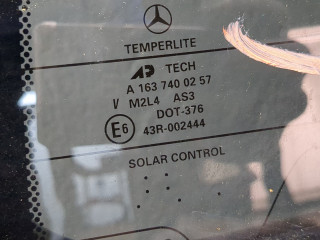 TEMPERLITE
AP TECH
A 163 740 02 57
V M2L4 AS3
DOT-376
E6 43R-002444
SOLAR CONTROL